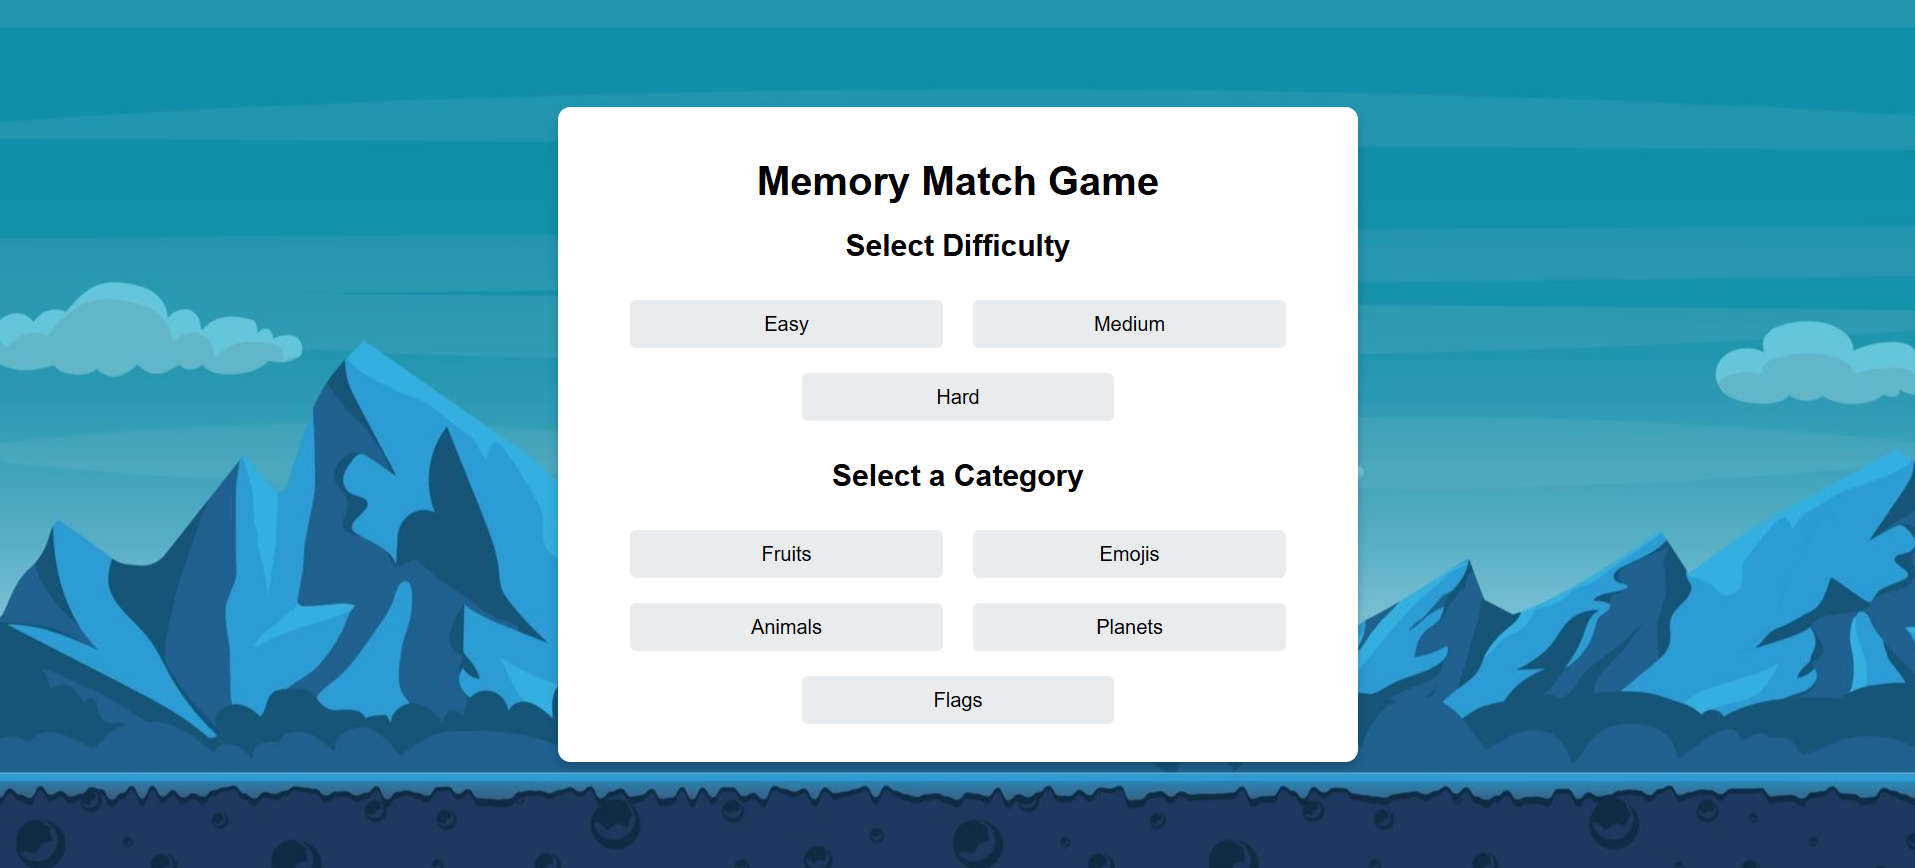 Memory Match Game
Select Difficulty
Easy
Medium
Hard
Select a Category
Fruits
Emojis
Animals
Planets
Flags